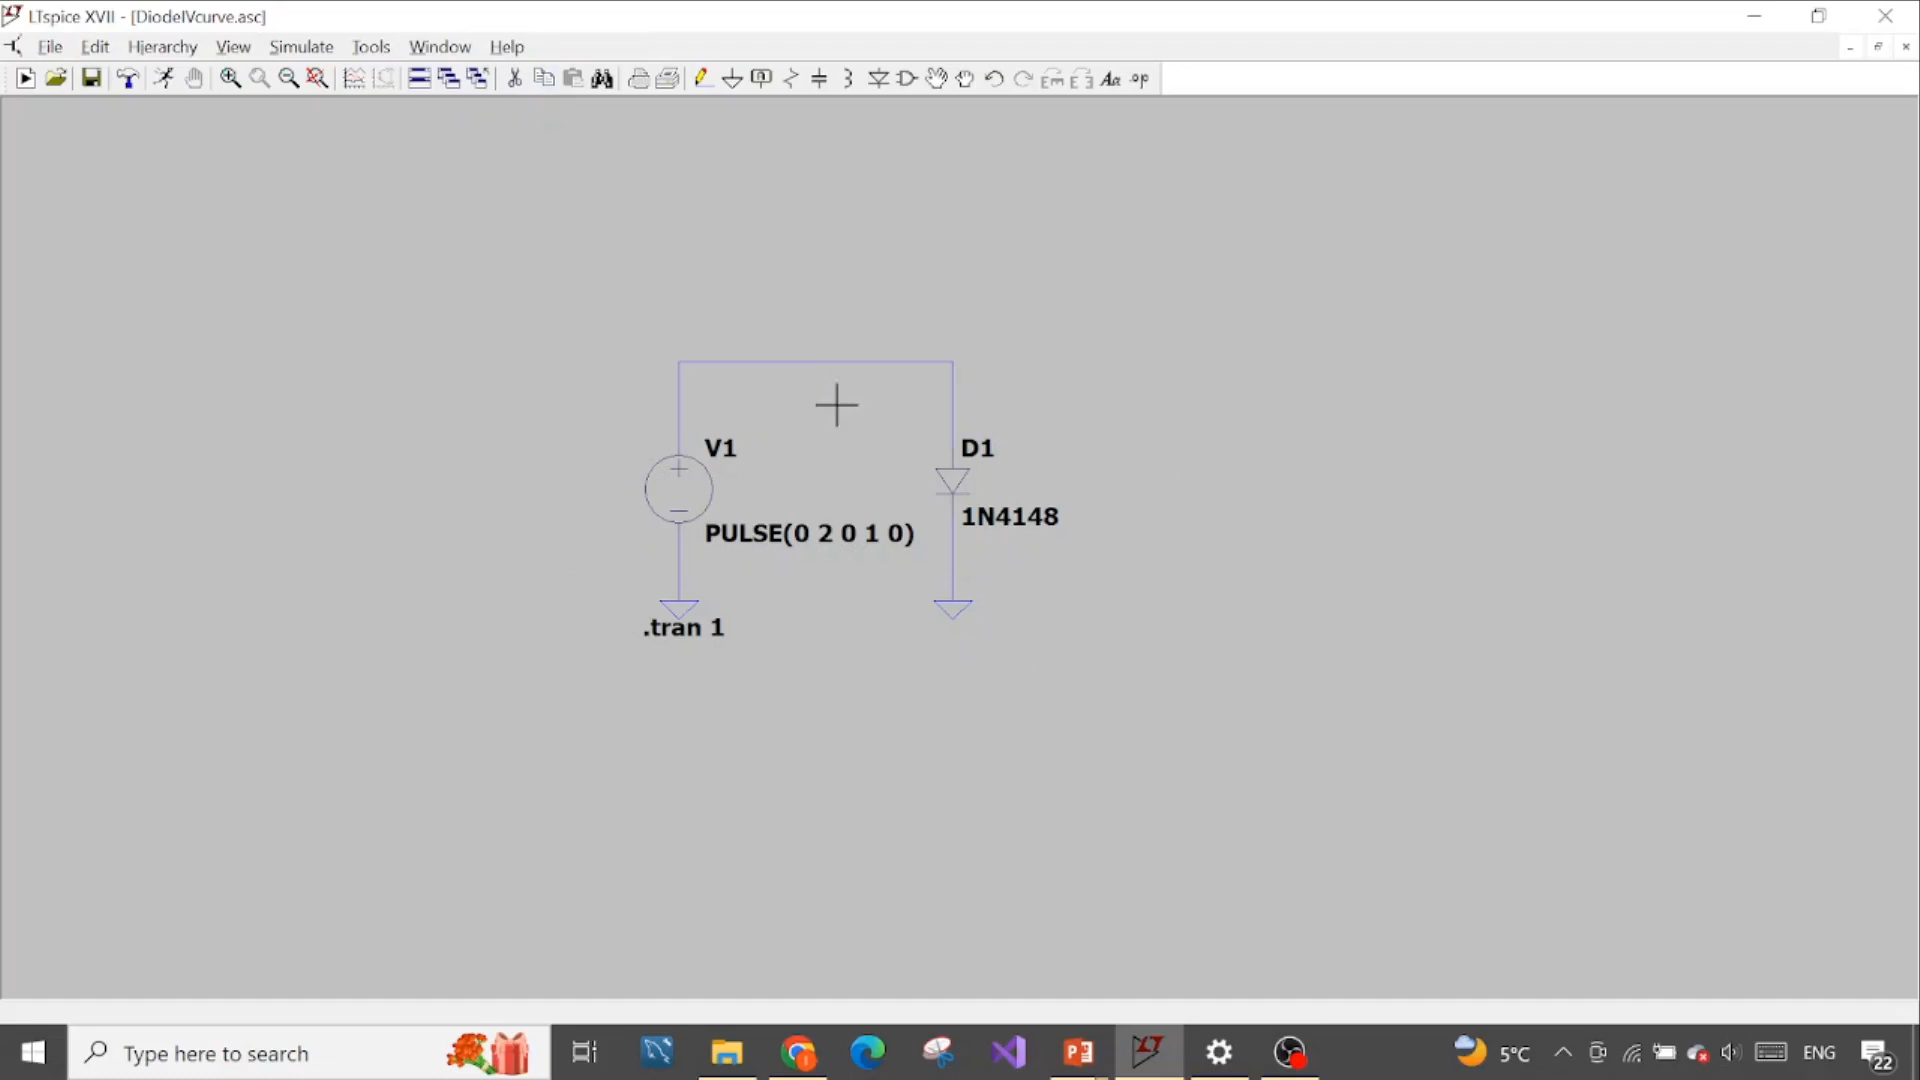 LTspice XVII - [DiodeIVcurve.asc]
File Edit Hierarchy View Simulate Tools Window Help
V1
D1
1N4148
PULSE(0 2 0 1 0)
.tran 1
Type here to search
5°C
ENG
22